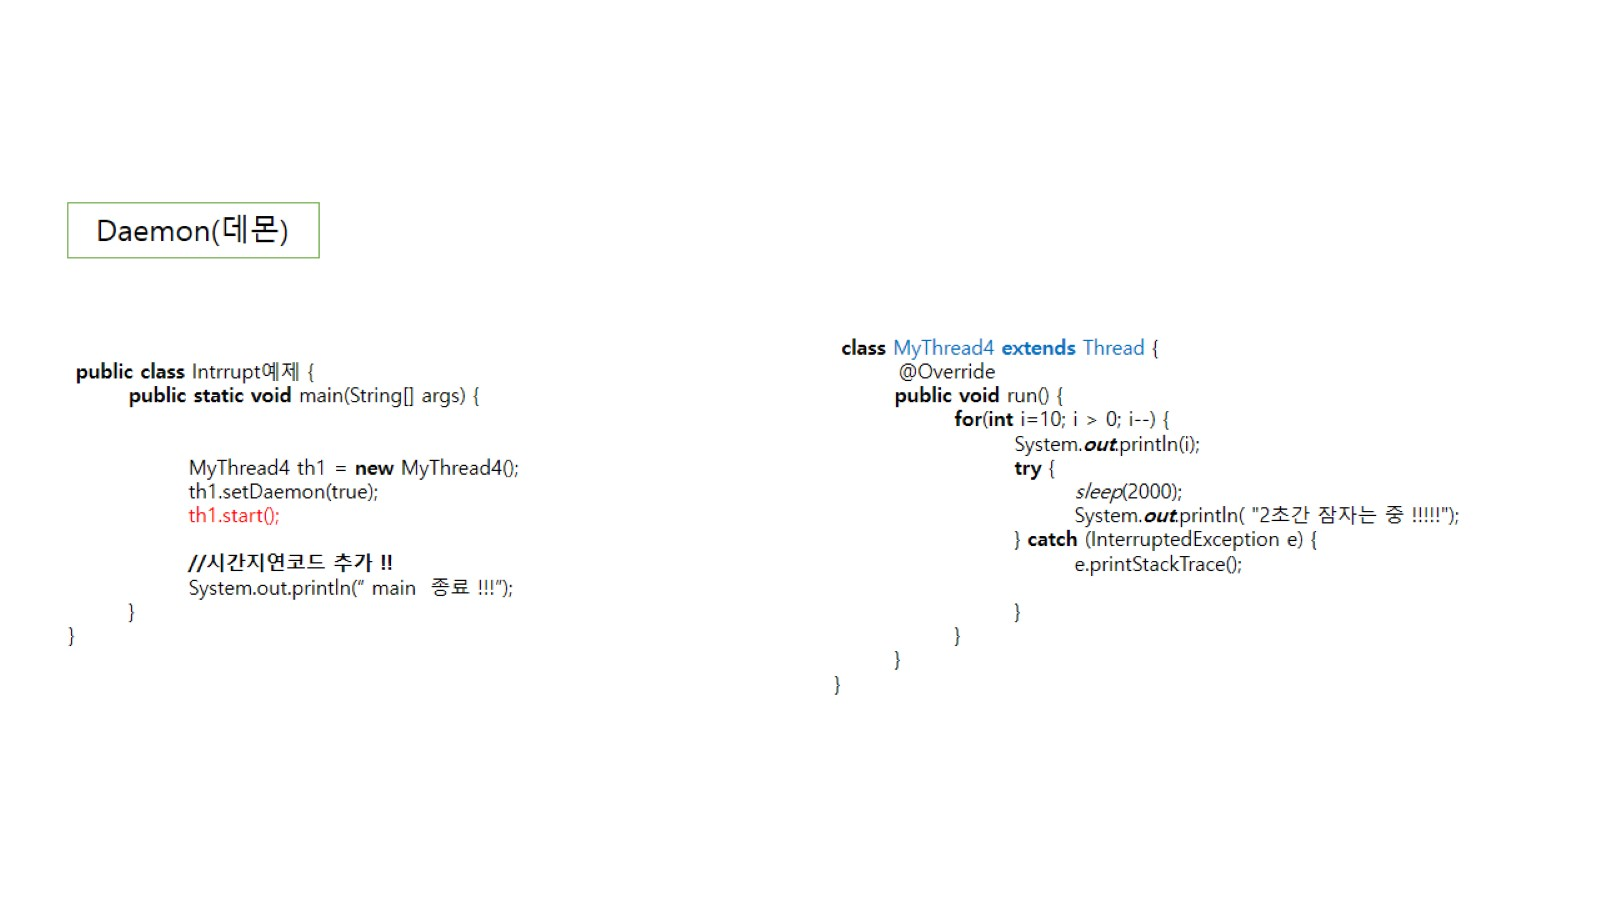 Daemon(데몬)
public class Intrrupt예제 {
public static void main(String[] args) {
MyThread4 th1 = new MyThread4();
th1.setDaemon(true);
th1.start();
//시간지연코드 추가 !!
System.out.println(" main 종료 !!!");
}
}
class MyThread4 extends Thread {
@Override
public void run() {
for(int i=10; i > 0; i--) {
System.out.println(i);
try {
sleep(2000);
System.out.println( "2초간 잠자는 중 !!!!!");
} catch (InterruptedException e) {
e.printStackTrace();
}
}
}
}